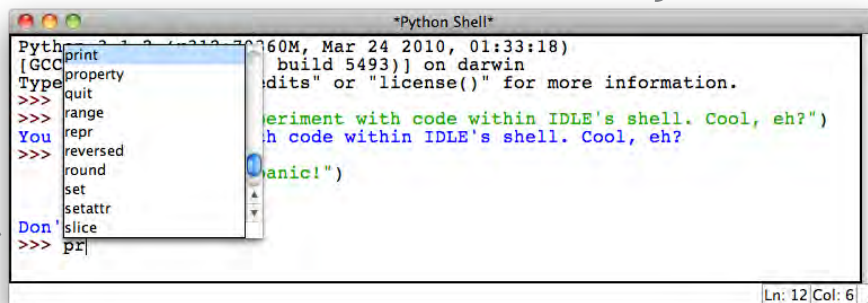 *Python Shell*
Pyth 60M, Mar 24 2010, 01:33:18)
[GCC build 5493)] on darwin
Type edits" or "license()" for more information.
>>>
>>> eriment with code within IDLE's shell. Cool, eh?")
You h code within IDLE's shell. Cool, eh?
>>>
anic!")
Don'
>>> pr
print
property
quit
range
repr
reversed
round
set
setattr
slice
Ln: 12 Col: 6